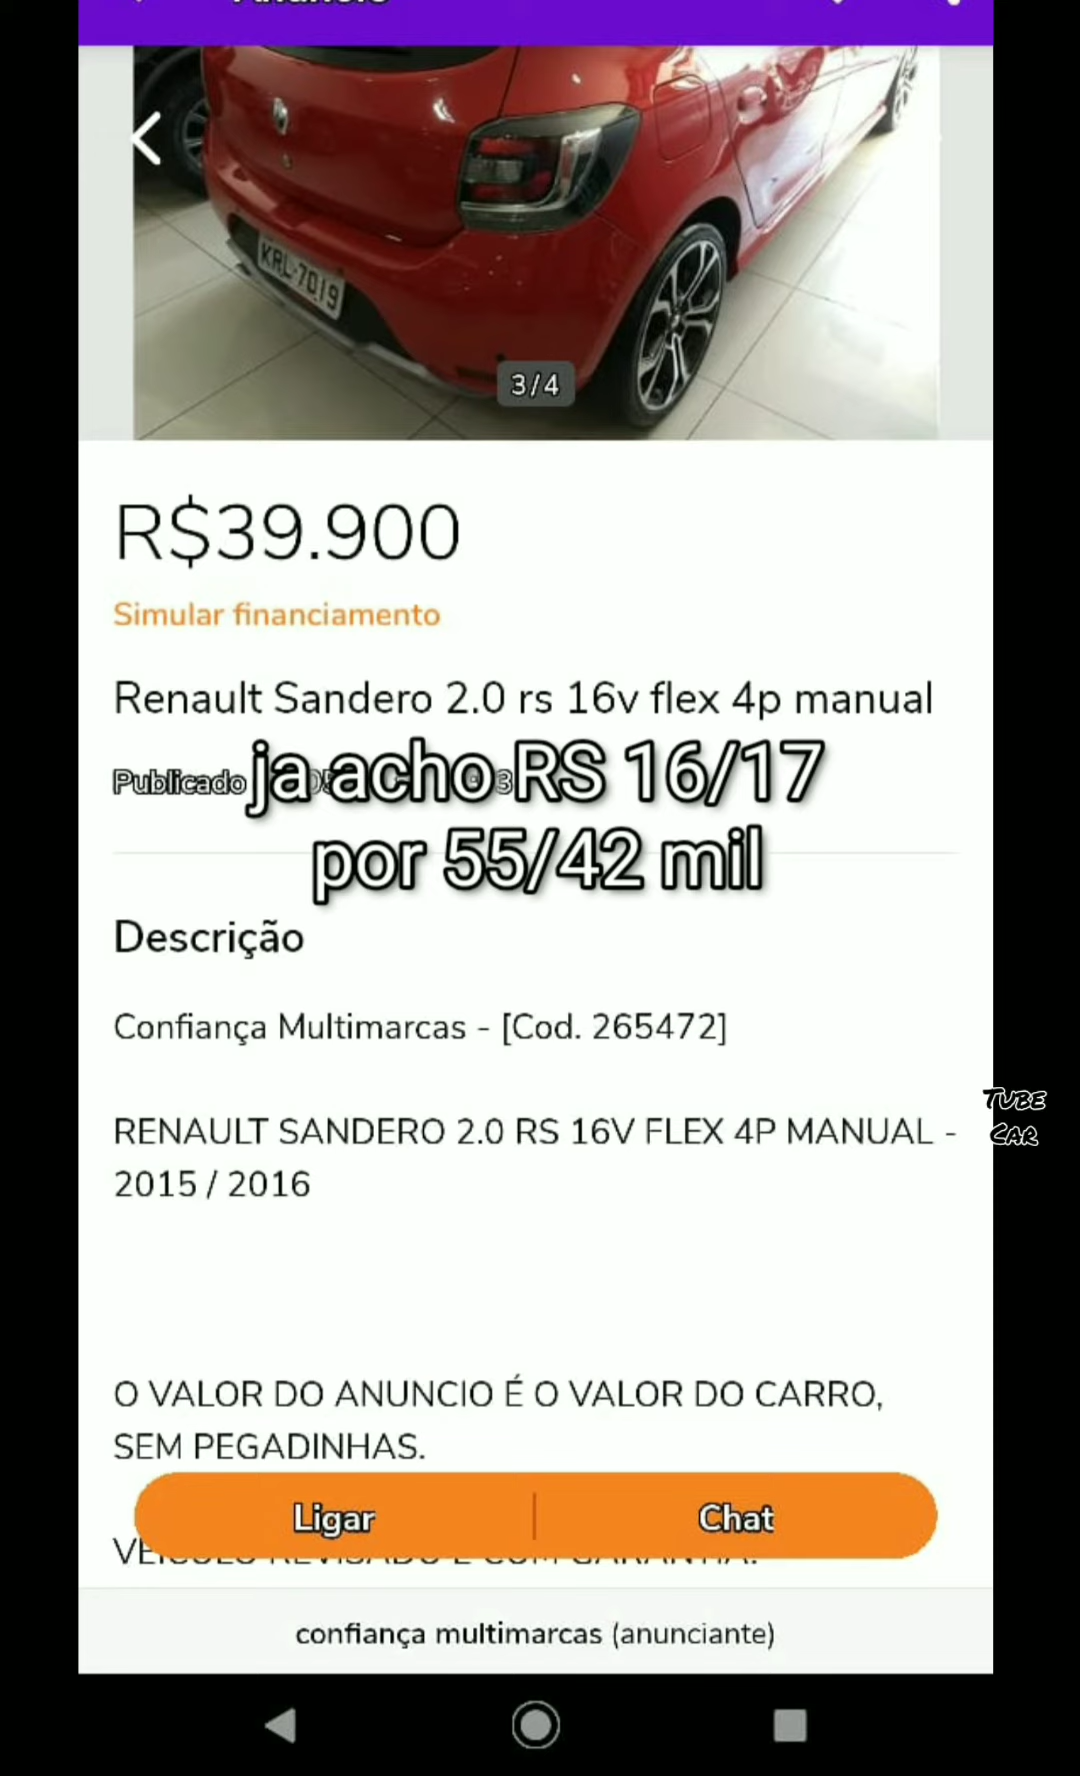 KRL-7019
3/4
R$39.900
Simular financiamento
Renault Sandero 2.0 rs 16v flex 4p manual
Publicado
ja acho RS 16/17
por 55/42 mil
Descrição
Confiança Multimarcas - [Cod. 265472]
RENAULT SANDERO 2.0 RS 16V FLEX 4P MANUAL -
2015 / 2016
TUBE
CAR
O VALOR DO ANUNCIO É O VALOR DO CARRO,
SEM PEGADINHAS.
Ligar
Chat
confiança multimarcas (anunciante)